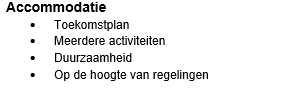 Accommodatie
• Toekomstplan
• Meerdere activiteiten
• Duurzaamheid
• Op de hoogte van regelingen